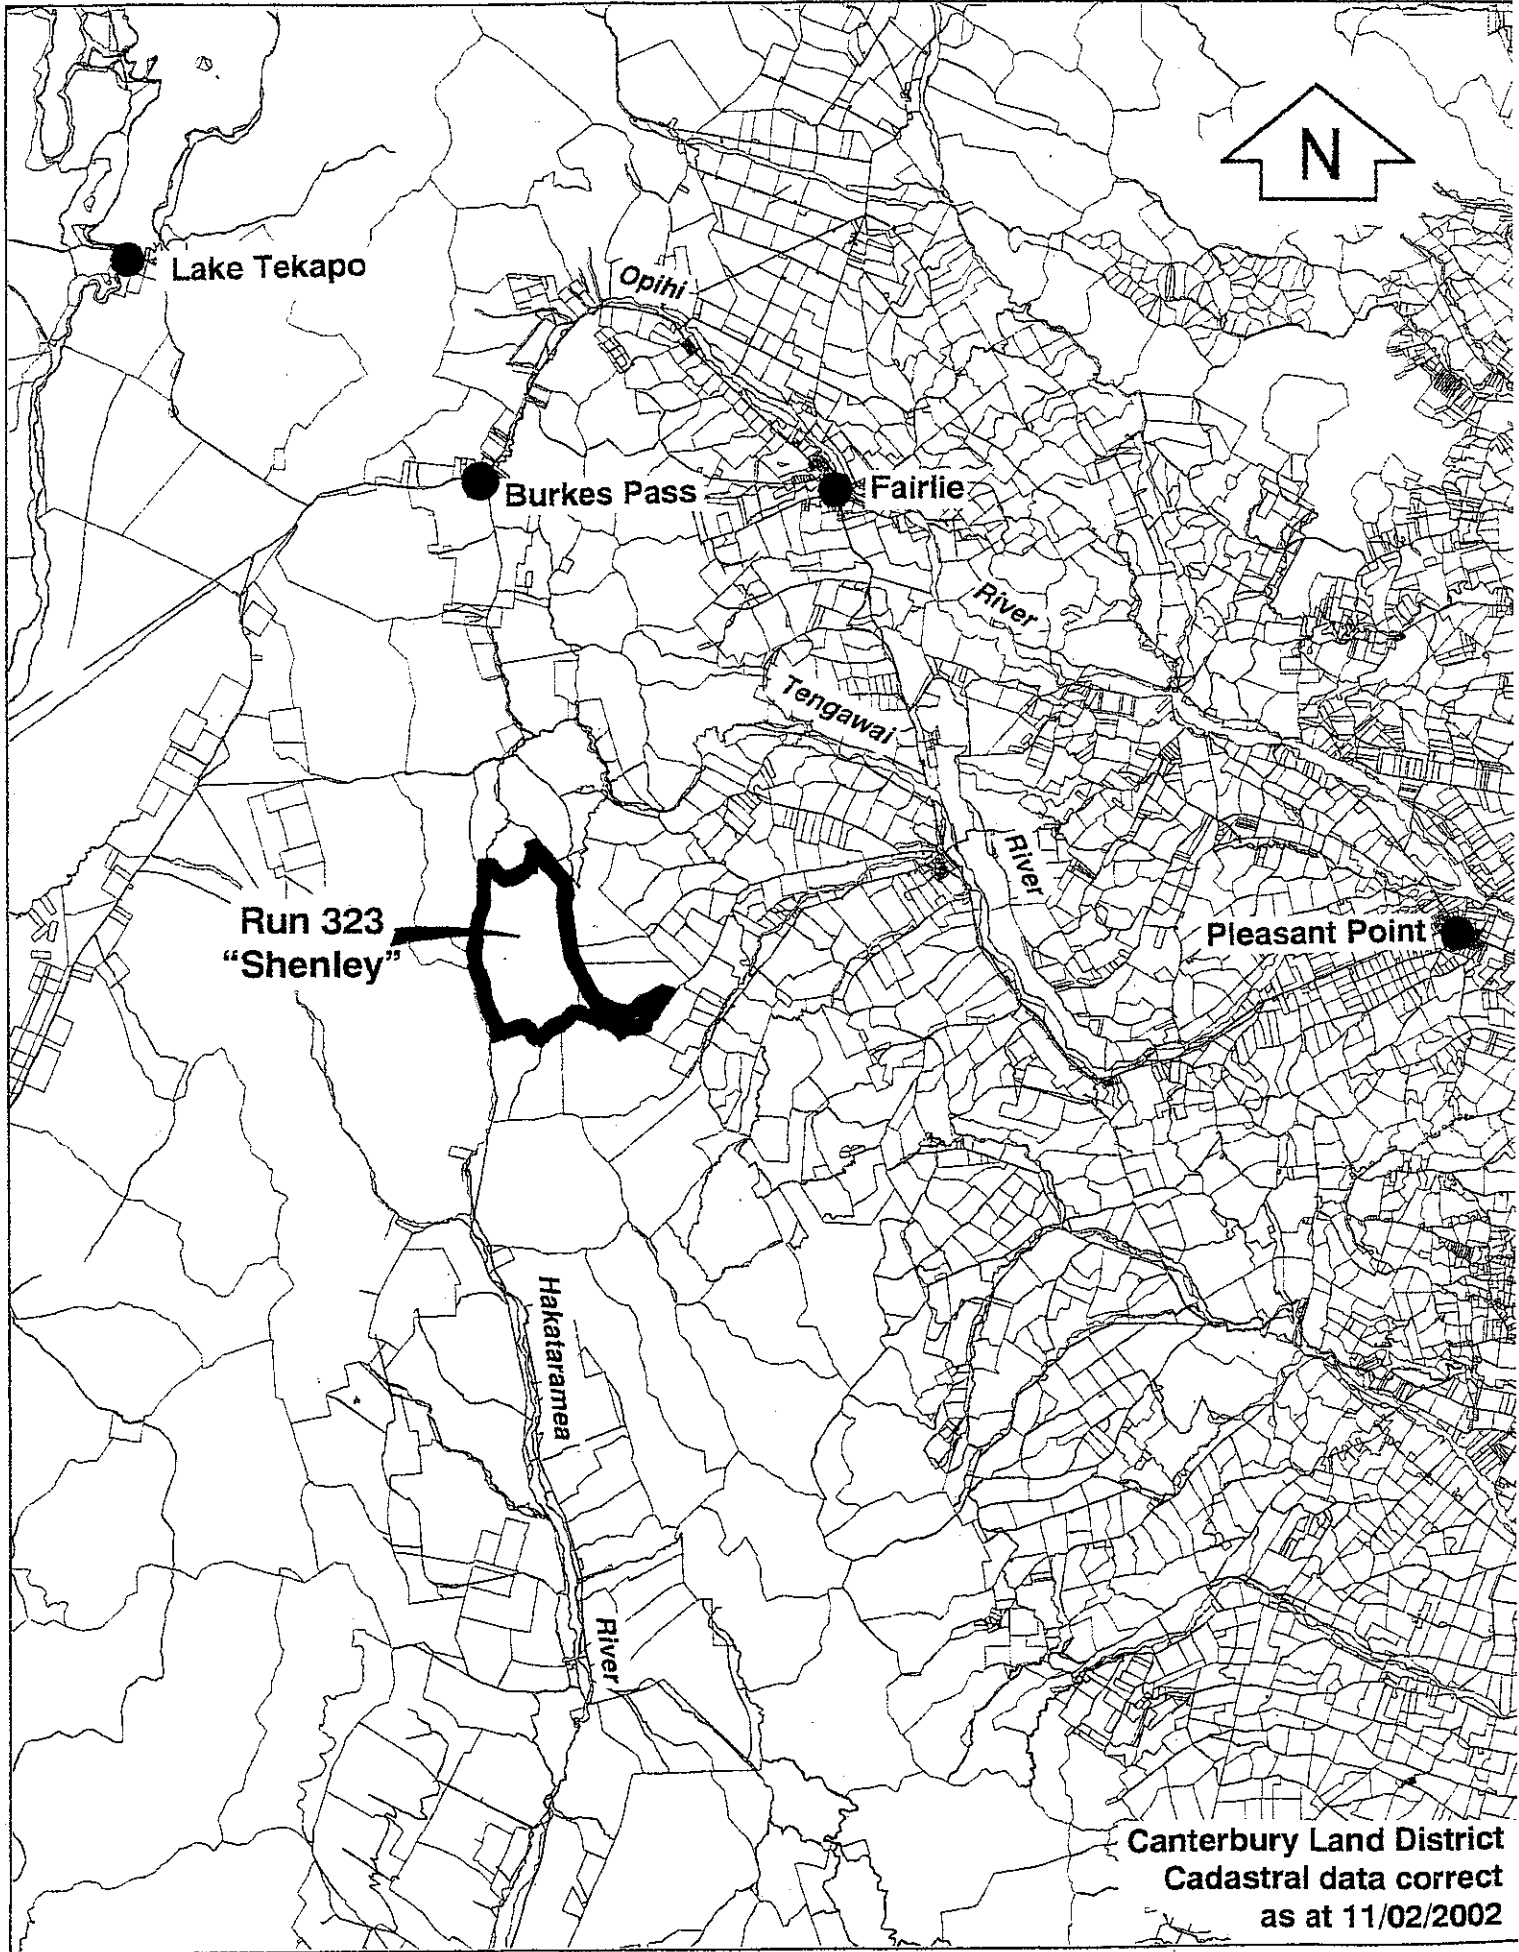 N
Lake Tekapo
Opihi
Burkes Pass
Fairlie
River
Tengawai
River
Run 323
“Shenley”
Pleasant Point
Hakataramea
River
Canterbury Land District
Cadastral data correct
as at 11/02/2002